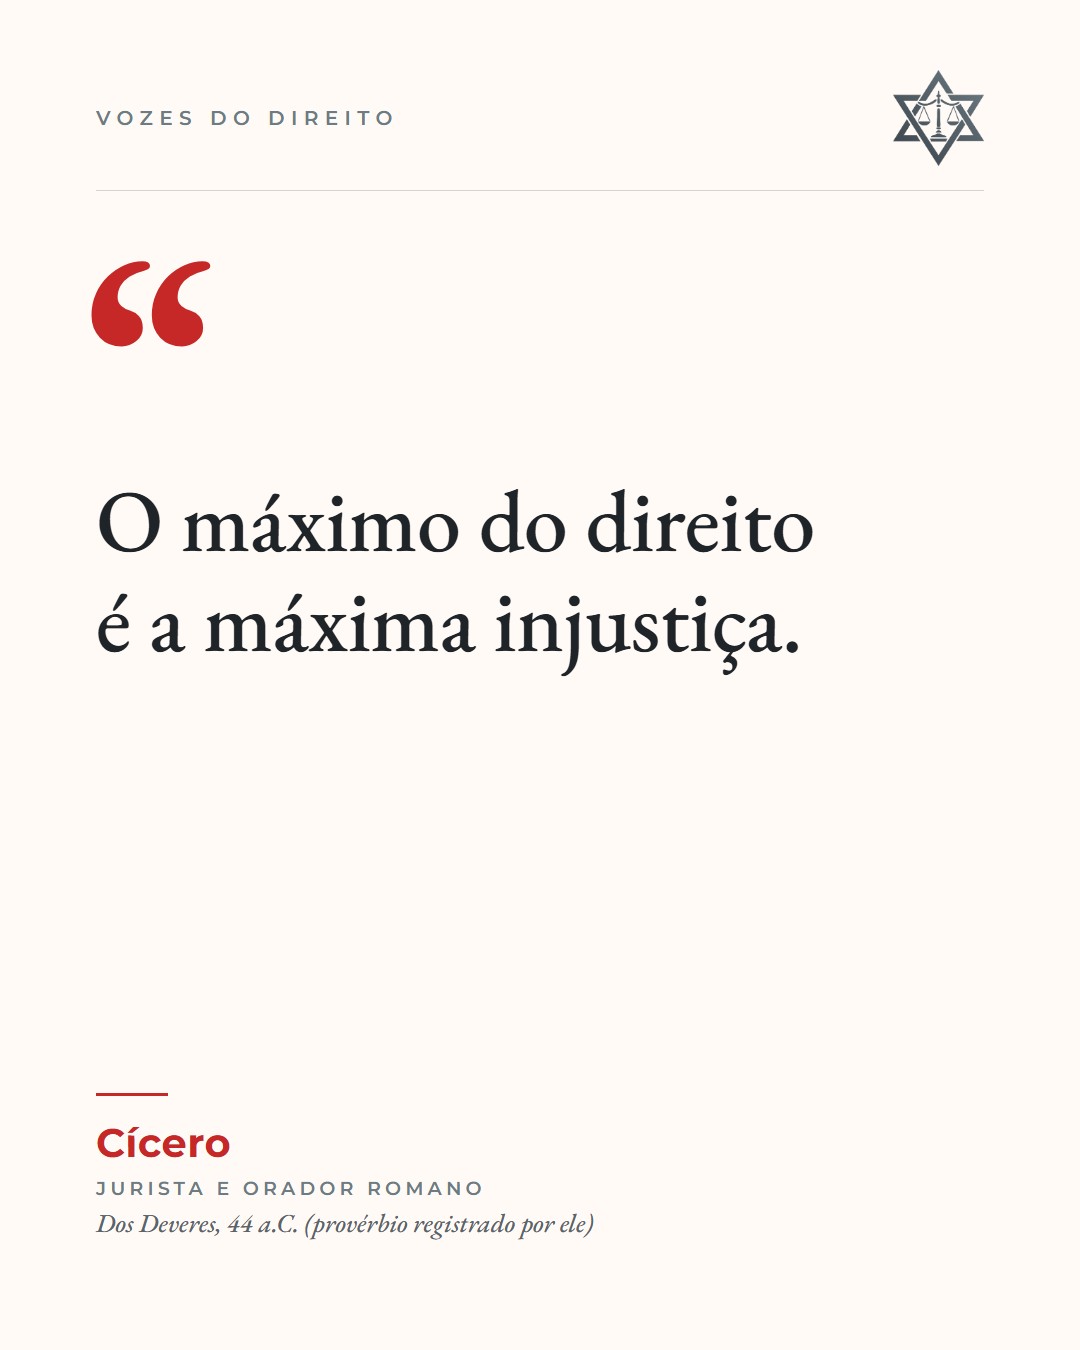 VOZES DO DIREITO
“
O máximo do direito
é a máxima injustiça.
Cícero
JURISTA E ORADOR ROMANO
Dos Deveres, 44 a.C. (provérbio registrado por ele)